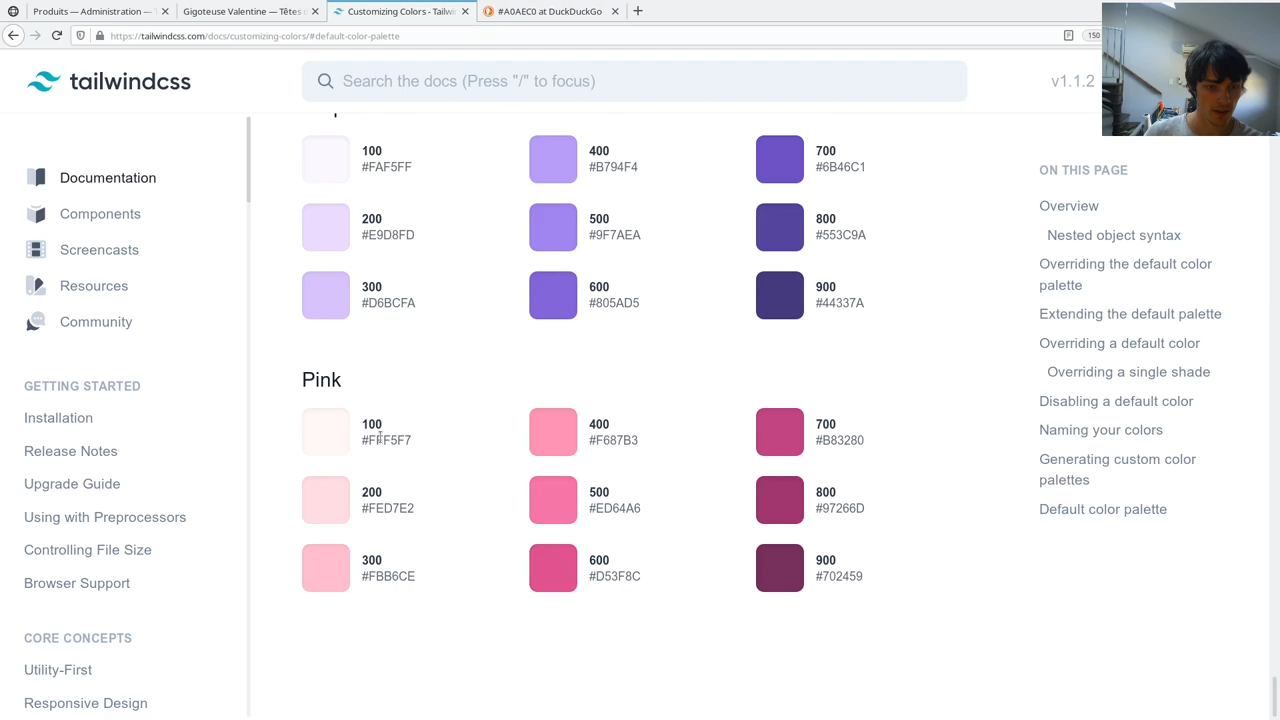 Produits — Administration —
Gigoteuse Valentine — Têtes d
Customizing Colors - Tailwin
#A0AEC0 at DuckDuckGo
https://tailwindcss.com/docs/customizing-colors/#default-color-palette
150
tailwindcss
Search the docs (Press "/" to focus)
v1.1.2
Documentation
Components
Screencasts
Resources
Community
GETTING STARTED
Installation
Release Notes
Upgrade Guide
Using with Preprocessors
Controlling File Size
Browser Support
CORE CONCEPTS
Utility-First
Responsive Design
100
#FAF5FF
400
#B794F4
700
#6B46C1
200
#E9D8FD
500
#9F7AEA
800
#553C9A
300
#D6BCFA
600
#805AD5
900
#44337A
Pink
100
#FFF5F7
400
#F687B3
700
#B83280
200
#FED7E2
500
#ED64A6
800
#97266D
300
#FBB6CE
600
#D53F8C
900
#702459
ON THIS PAGE
Overview
Nested object syntax
Overriding the default color
palette
Extending the default palette
Overriding a default color
Overriding a single shade
Disabling a default color
Naming your colors
Generating custom color
palettes
Default color palette